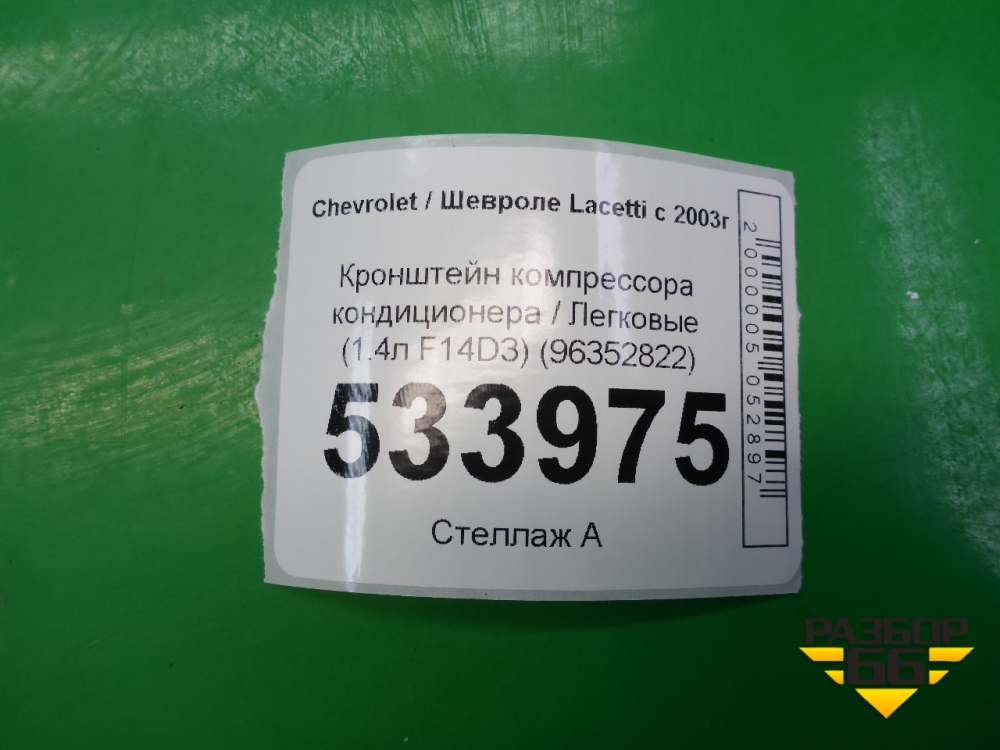 Chevrolet / Шевроле Lacetti с 2003г
Кронштейн компрессора
кондиционера / Легковые
(1.4л F14D3) (96352822)
533975
Стеллаж А
2000005052897
РАЗБОР
66